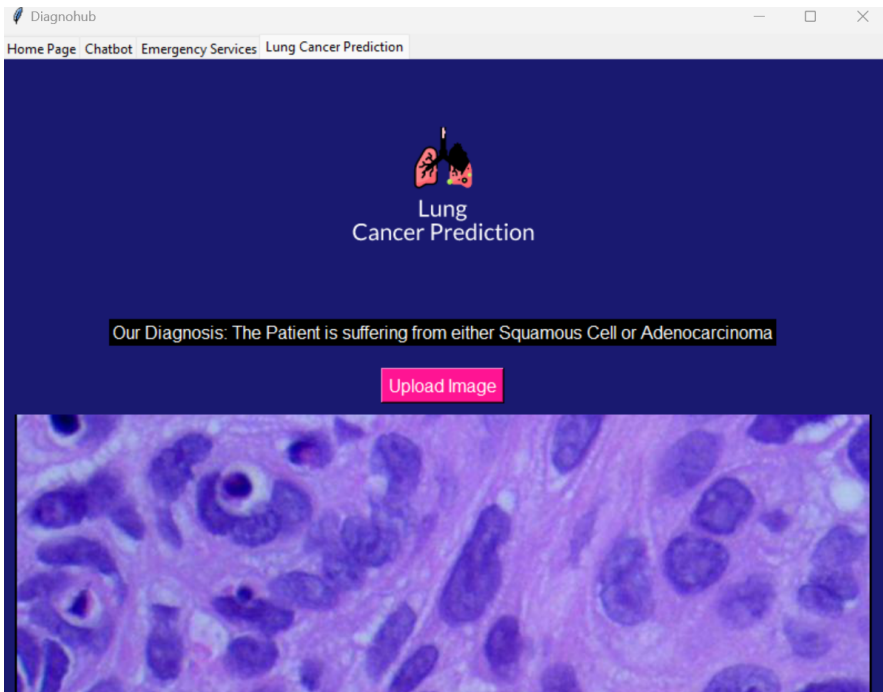 Diagnohub
Home Page Chatbot Emergency Services Lung Cancer Prediction
Lung
Cancer Prediction
Our Diagnosis: The Patient is suffering from either Squamous Cell or Adenocarcinoma
Upload Image